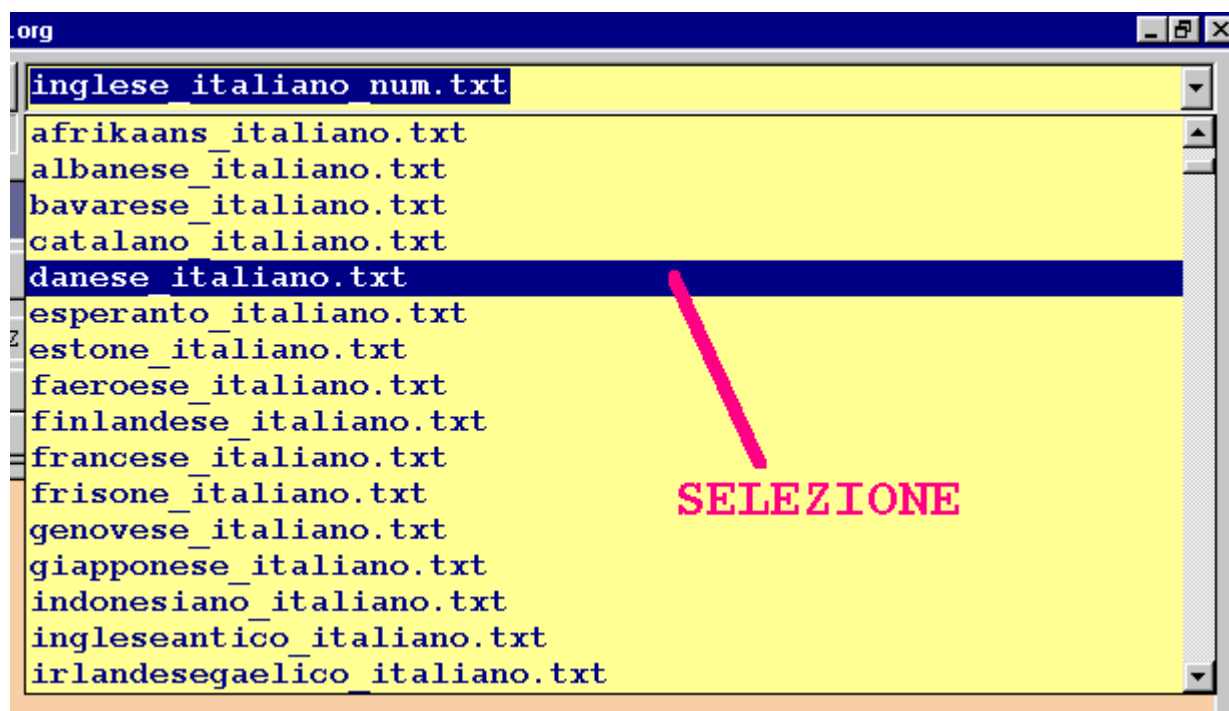 .org
inglese_italiano_num.txt
afrikaans_italiano.txt
albanese_italiano.txt
bavarese_italiano.txt
catalano_italiano.txt
danese_italiano.txt
esperanto_italiano.txt
estone_italiano.txt
faeroese_italiano.txt
finlandese_italiano.txt
francese_italiano.txt
frisone_italiano.txt
SELEZIONE
genovese_italiano.txt
giapponese_italiano.txt
indonesiano_italiano.txt
ingleseantico_italiano.txt
irlandesegaelico_italiano.txt